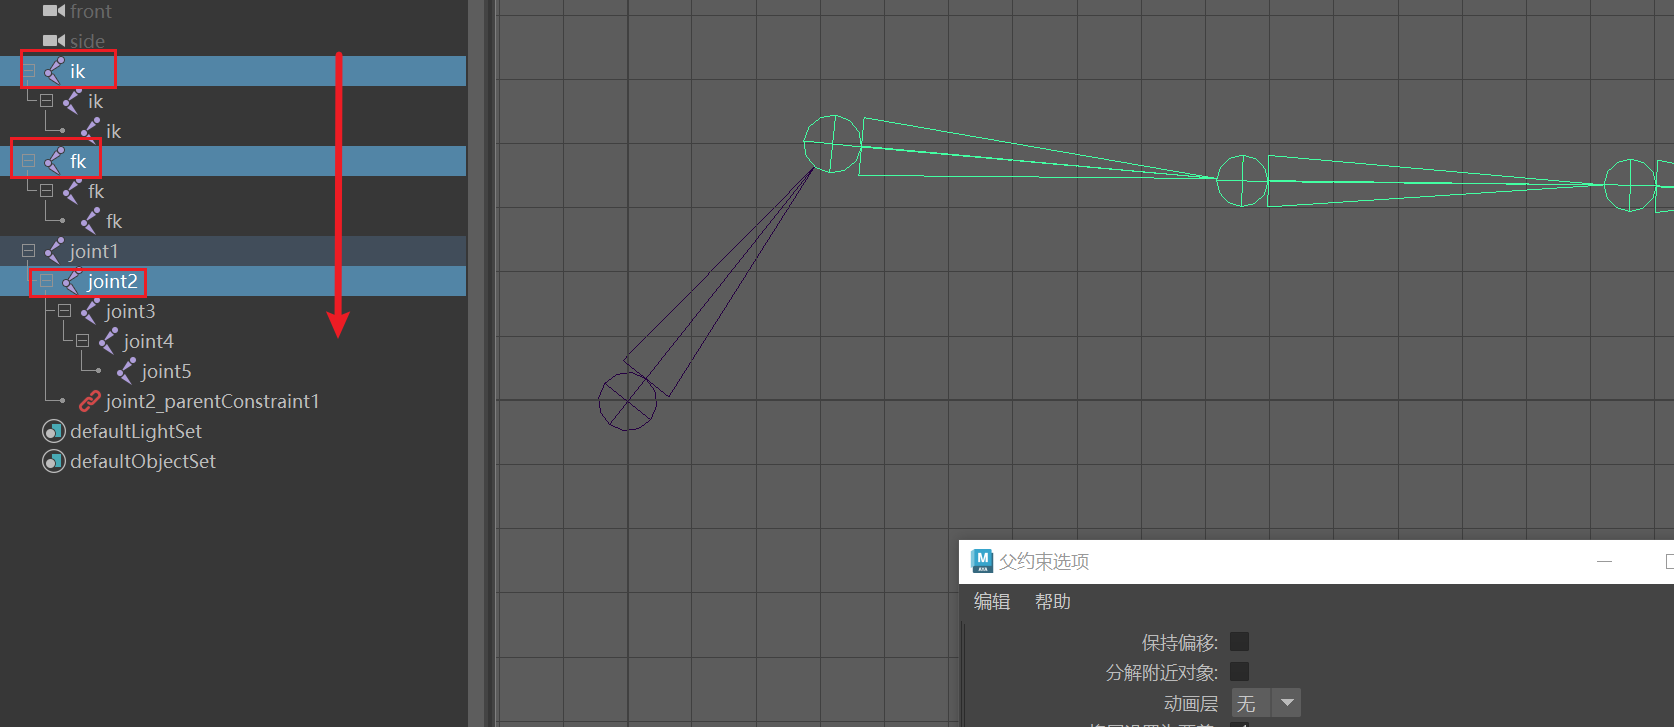 front
side
ik
ik
ik
fk
fk
fk
joint1
joint2
joint3
joint4
joint5
joint2_parentConstraint1
defaultLightSet
defaultObjectSet
M
父约束选项
编辑 帮助
保持偏移:
分解附近对象:
动画层 无